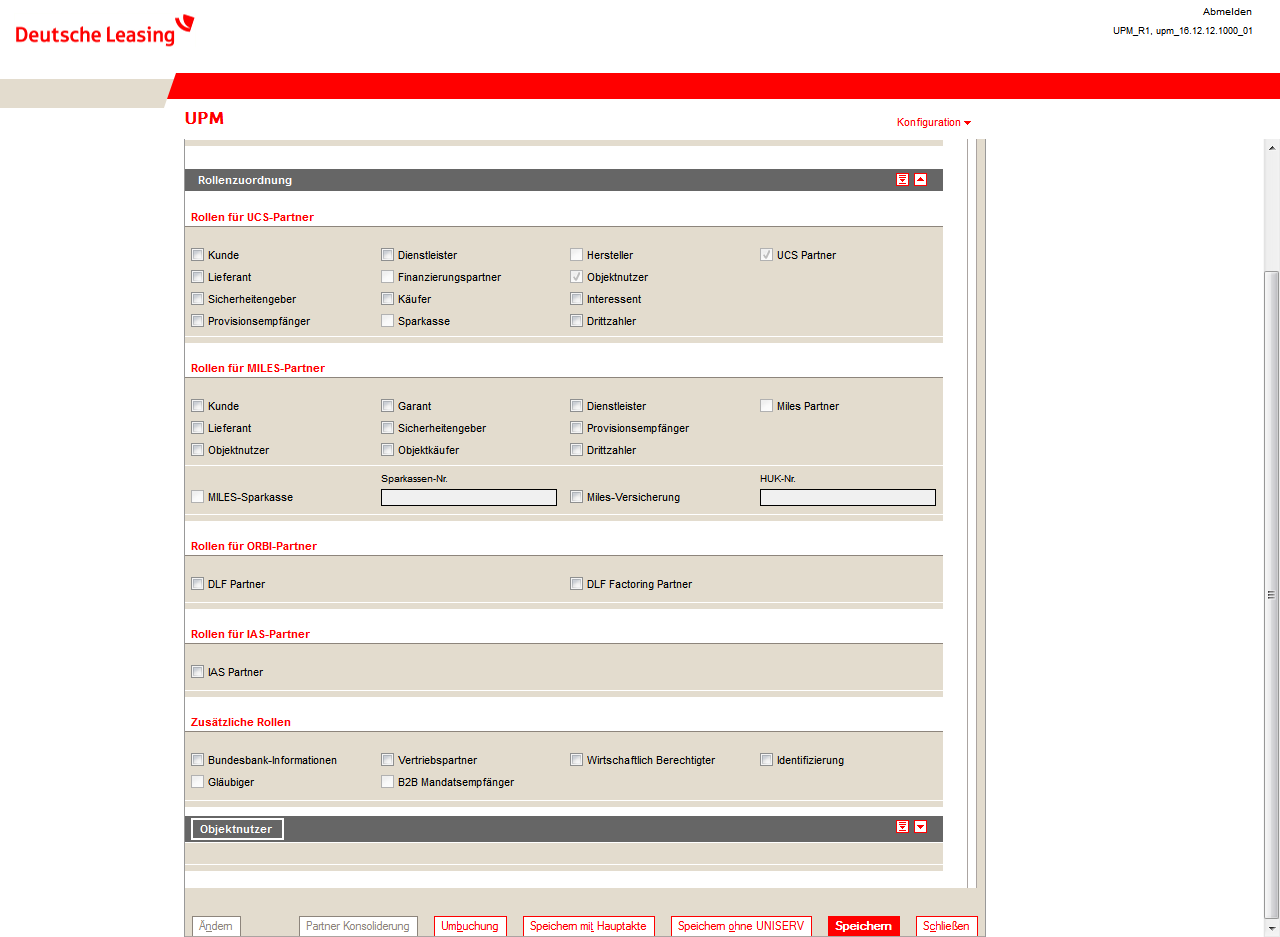 Abmelden
Deutsche Leasing
UPM_R1, upm_16.12.12.1000_01
UPM
Konfiguration
Rollenzuordnung
Rollen für UCS-Partner
Kunde Dienstleister Hersteller UCS Partner
Lieferant Finanzierungspartner Objektnutzer
Sicherheitengeber Käufer Interessent
Provisionsempfänger Sparkasse Drittzahler
Rollen für MILES-Partner
Kunde Garant Dienstleister Miles Partner
Lieferant Sicherheitengeber Provisionsempfänger
Objektnutzer Objektkäufer Drittzahler
Sparkassen-Nr. HUK-Nr.
MILES-Sparkasse Miles-Versicherung
Rollen für ORBI-Partner
DLF Partner DLF Factoring Partner
Rollen für IAS-Partner
IAS Partner
Zusätzliche Rollen
Bundesbank-Informationen Vertriebspartner Wirtschaftlich Berechtigter Identifizierung
Gläubiger B2B Mandatsempfänger
Objektnutzer
Ändern Partner Konsoliderung Umbuchung Speichern mit Hauptakte Speichern ohne UNISERV Speichern Schließen